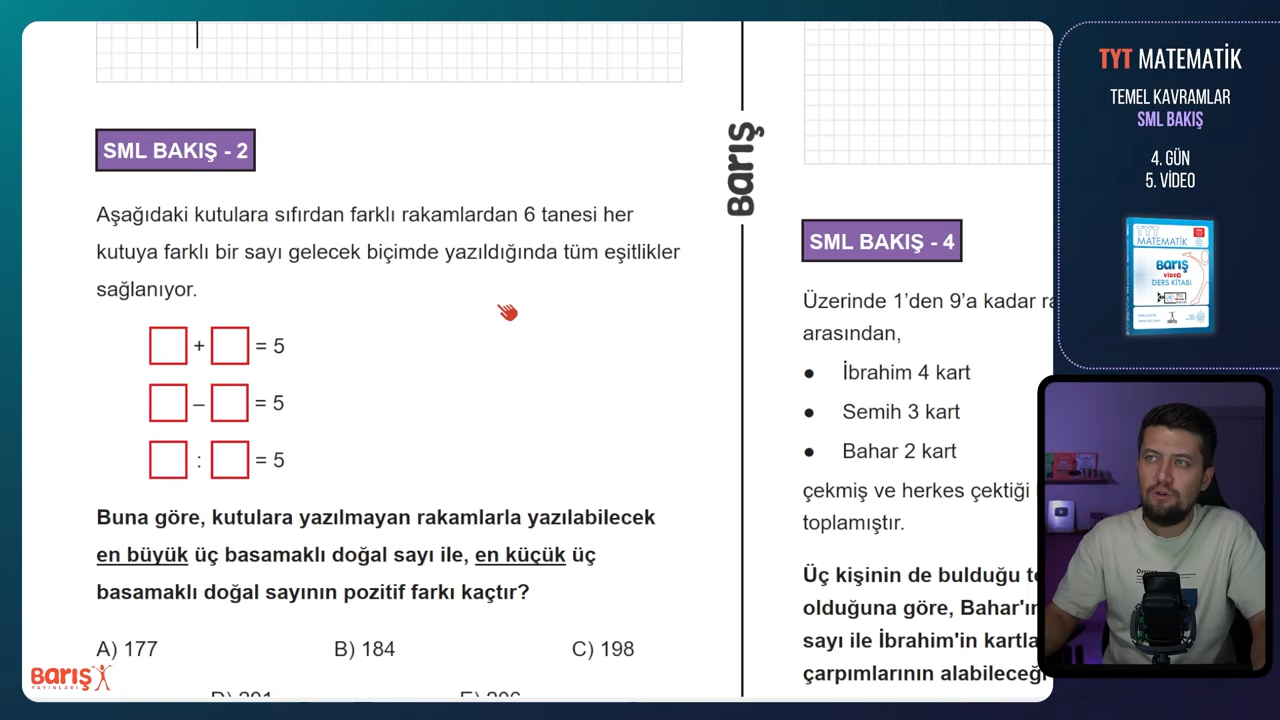 SML BAKIŞ - 2
Aşağıdaki kutulara sıfırdan farklı rakamlardan 6 tanesi her
kutuya farklı bir sayı gelecek biçimde yazıldığında tüm eşitlikler
sağlanıyor.
+ = 5
– = 5
: = 5
Buna göre, kutulara yazılmayan rakamlarla yazılabilecek
en büyük üç basamaklı doğal sayı ile, en küçük üç
basamaklı doğal sayının pozitif farkı kaçtır?
A) 177 B) 184 C) 198
BARIŞ
YAYINLARI
Barış
SML BAKIŞ - 4
Üzerinde 1’den 9’a kadar
arasından,
● İbrahim 4 kart
● Semih 3 kart
● Bahar 2 kart
çekmiş ve herkes çektiği
toplamıştır.
Üç kişinin de bulduğu
olduğuna göre,
sayı ile İbrahim'in
çarpımlarının alabileceği
TYT MATEMATİK
TEMEL KAVRAMLAR
SML BAKIŞ
4. GÜN
5. VİDEO
TYT
MATEMATİK
BARIŞ
VİDEO
DERS KİTABI